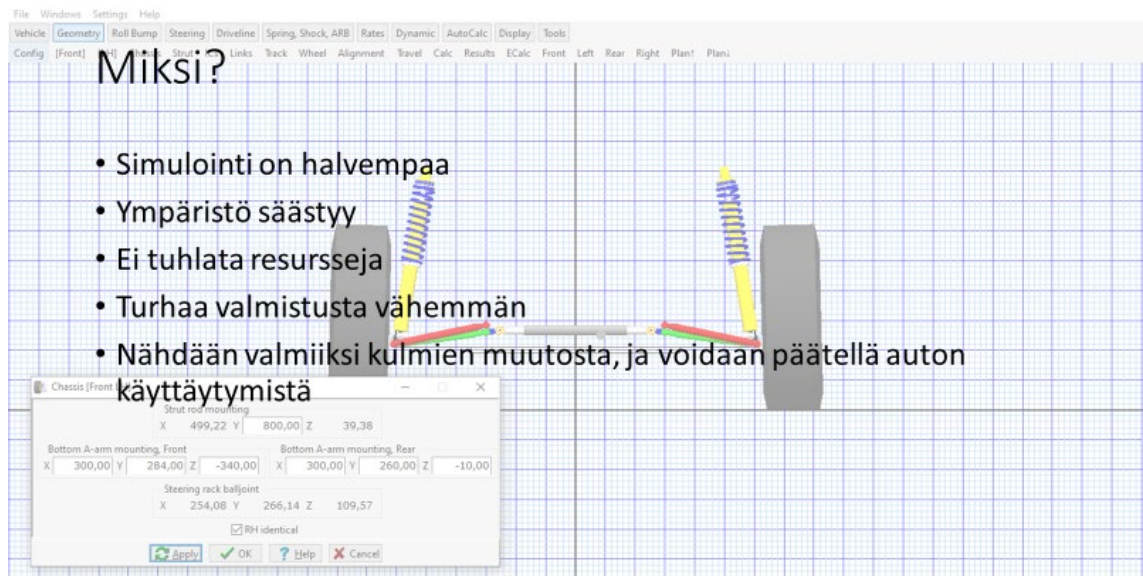 File Windows Settings Help
Vehicle Geometry Roll Bump Steering Driveline Spring, Shock, ARB Rates Dynamic AutoCalc Display Tools
Config [Front] Strut Links Track Wheel Alignment Travel Calc Results ECalc Front Left Rear Right Plan↑ Plan↓
Miksi?
• Simulointi on halvempaa
• Ympäristö säästyy
• Ei tuhlata resursseja
• Turhaa valmistusta vähemmän
• Nähdään valmiiksi kulmien muutosta, ja voidaan päätellä auton
käyttäytymistä
Chassis [Front
Strut rod mounting
X 499,22 Y 800,00 Z 39,38
Bottom A-arm mounting, Front Bottom A-arm mounting, Rear
X 300,00 Y 284,00 Z -340,00 X 300,00 Y 260,00 Z -10,00
Steering rack balljoint
X 254,08 Y 266,14 Z 109,57
RH identical
Apply OK Help Cancel